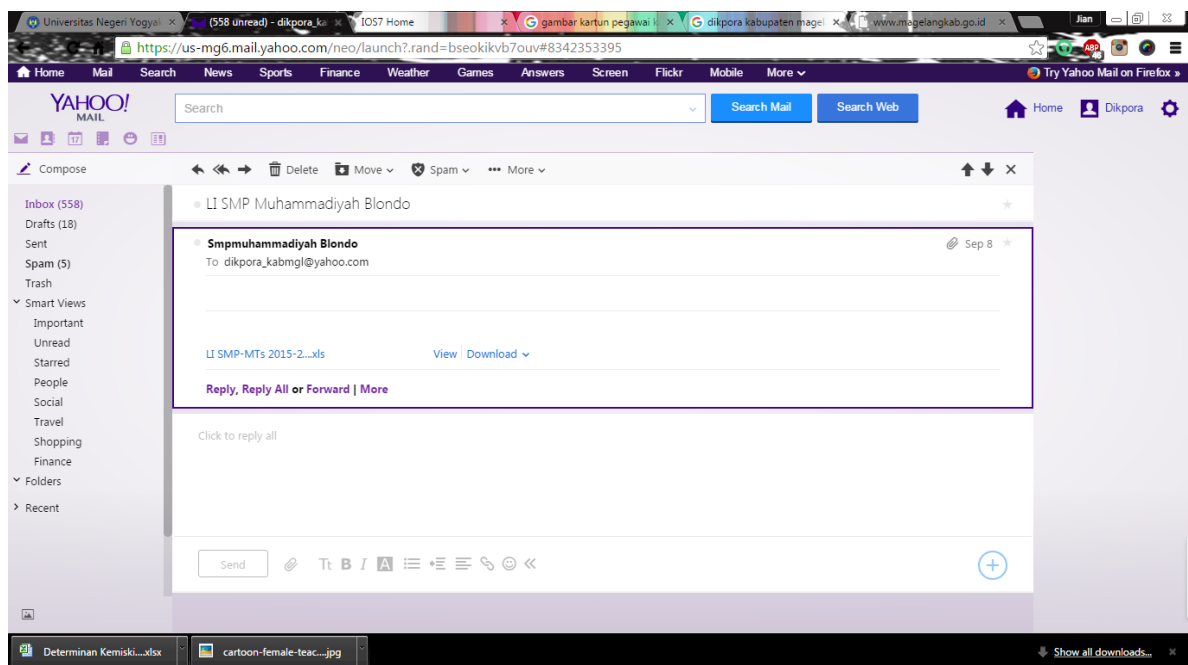 Universitas Negeri Yogyak
(558 unread) - dikpora_ka
IOS7 Home
gambar kartun pegawai k
dikpora kabupaten magel
www.magelangkab.go.id
Jian
https://us-mg6.mail.yahoo.com/neo/launch?.rand=bseokikvb7ouv#8342353395
ABP
Home Mail Search News Sports Finance Weather Games Answers Screen Flickr Mobile More
Try Yahoo Mail on Firefox »
YAHOO!
MAIL
Search
Search Mail
Search Web
Home
Dikpora
17
Compose
Delete Move Spam More
Inbox (558)
Drafts (18)
Sent
Spam (5)
Trash
Smart Views
Important
Unread
Starred
People
Social
Travel
Shopping
Finance
Folders
Recent
LI SMP Muhammadiyah Blondo
Smpmuhammadiyah Blondo
Sep 8
To dikpora_kabmgl@yahoo.com
LI SMP-MTs 2015-2....xls
View Download
Reply, Reply All or Forward | More
Click to reply all
Send
Tt B I A
Determinan Kemiski....xlsx
cartoon-female-teac....jpg
Show all downloads...